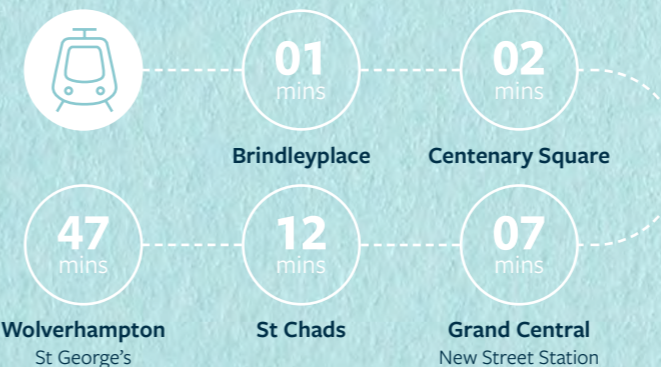 01
mins
02
mins
Brindleyplace
Centenary Square
07
mins
12
mins
47
mins
Grand Central
New Street Station
St Chads
Wolverhampton
St George's